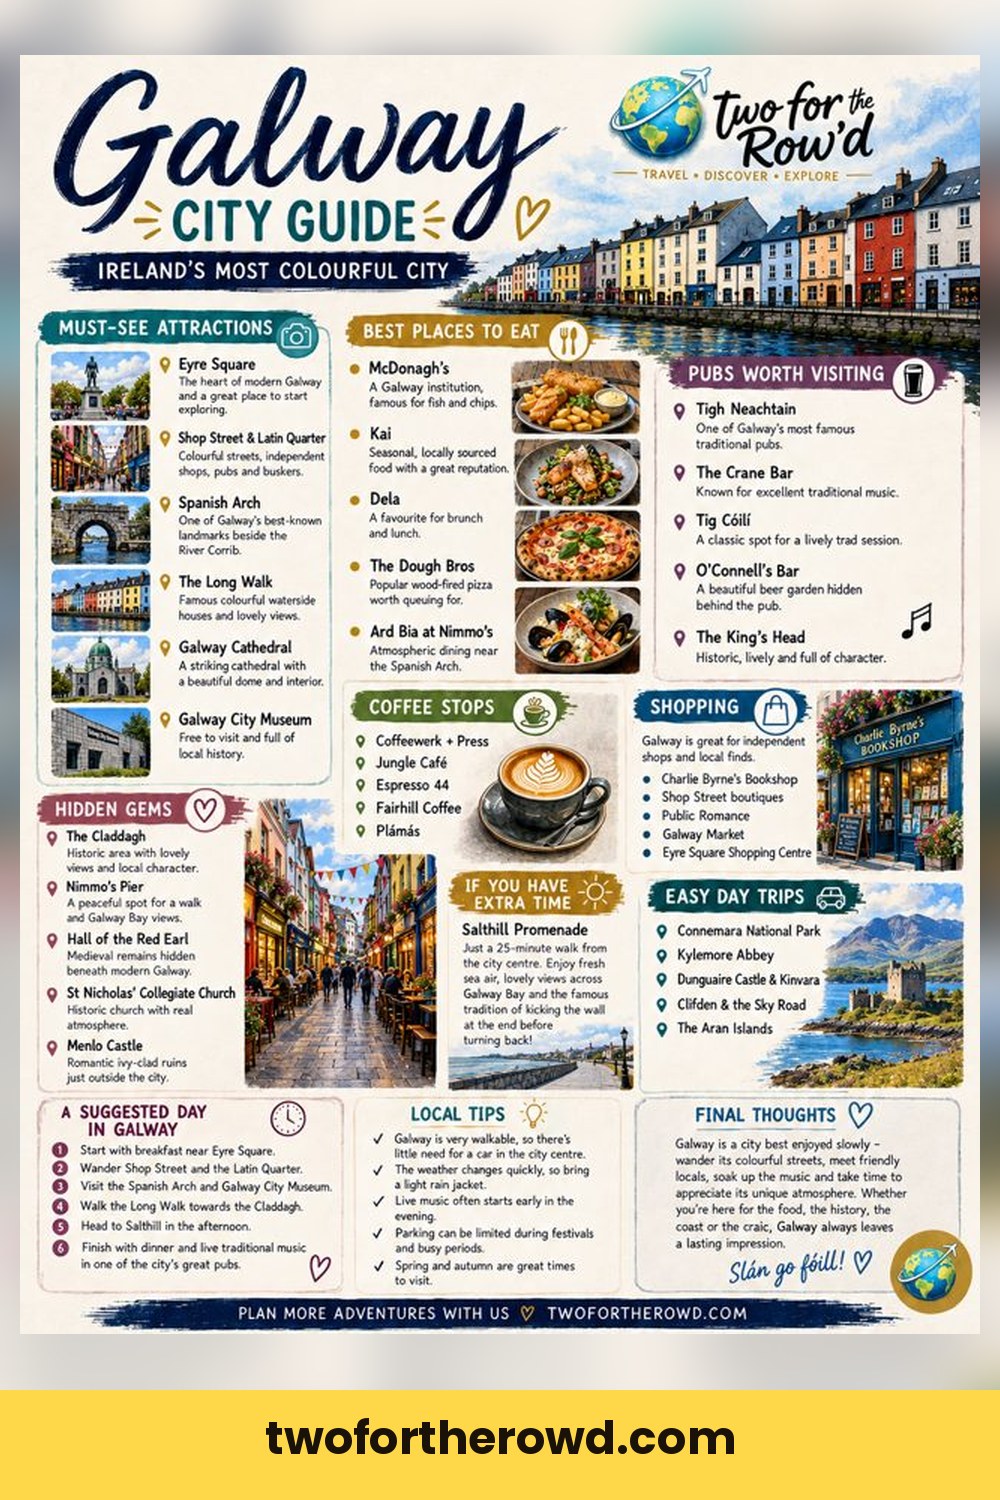 Galway
CITY GUIDE
IRELAND'S MOST COLOURFUL CITY
Two for the
Row'd
TRAVEL • DISCOVER • EXPLORE
MUST-SEE ATTRACTIONS
Eyre Square
The heart of modern Galway
and a great place to start
exploring.
Shop Street & Latin Quarter
Colourful streets, independent
shops, pubs and buskers.
Spanish Arch
One of Galway's best-known
landmarks beside the
River Corrib.
The Long Walk
Famous colourful waterside
houses and lovely views.
Galway Cathedral
A striking cathedral with
a beautiful dome and interior.
Galway City Museum
Free to visit and full of
local history.
BEST PLACES TO EAT
McDonagh's
A Galway institution,
famous for fish and chips.
Kai
Seasonal, locally sourced
food with a great reputation.
Dela
A favourite for brunch
and lunch.
The Dough Bros
Popular wood-fired pizza
worth queuing for.
Ard Bia at Nimmo's
Atmospheric dining near
the Spanish Arch.
PUBS WORTH VISITING
Tigh Neachtain
One of Galway's most famous
traditional pubs.
The Crane Bar
Known for excellent traditional music.
Tig Cóilí
A classic spot for a lively trad session.
O'Connell's Bar
A beautiful beer garden hidden
behind the pub.
The King's Head
Historic, lively and full of character.
COFFEE STOPS
Coffeewerk + Press
Jungle Café
Espresso 44
Fairhill Coffee
Plámás
SHOPPING
Galway is great for independent
shops and local finds.
• Charlie Byrne's Bookshop
• Shop Street boutiques
• Public Romance
• Galway Market
• Eyre Square Shopping Centre
Charlie Byrne's
BOOKSHOP
HIDDEN GEMS
The Claddagh
Historic area with lovely
views and local character.
Nimmo's Pier
A peaceful spot for a walk
and Galway Bay views.
Hall of the Red Earl
Medieval remains hidden
beneath modern Galway.
St Nicholas' Collegiate Church
Historic church with real
atmosphere.
Menlo Castle
Romantic ivy-clad ruins
just outside the city.
IF YOU HAVE
EXTRA TIME
Salthill Promenade
Just a 25-minute walk from
the city centre. Enjoy fresh
sea air, lovely views across
Galway Bay and the famous
tradition of kicking the wall
at the end before
turning back!
EASY DAY TRIPS
Connemara National Park
Kylemore Abbey
Dunguaire Castle & Kinvara
Clifden & the Sky Road
The Aran Islands
A SUGGESTED DAY
IN GALWAY
1 Start with breakfast near Eyre Square.
2 Wander Shop Street and the Latin Quarter.
3 Visit the Spanish Arch and Galway City Museum.
4 Walk the Long Walk towards the Claddagh.
5 Head to Salthill in the afternoon.
6 Finish with dinner and live traditional music
in one of the city's great pubs.
LOCAL TIPS
✓ Galway is very walkable, so there's
little need for a car in the city centre.
✓ The weather changes quickly, so bring
a light rain jacket.
✓ Live music often starts early in the
evening.
✓ Parking can be limited during festivals
and busy periods.
✓ Spring and autumn are great times
to visit.
FINAL THOUGHTS
Galway is a city best enjoyed slowly –
wander its colourful streets, meet friendly
locals, soak up the music and take time to
appreciate its unique atmosphere. Whether
you're here for the food, the history, the
coast or the craic, Galway always leaves
a lasting impression.
Slán go fóill!
PLAN MORE ADVENTURES WITH US ♡ TWOFORTHEROWD.COM
twofortherowd.com